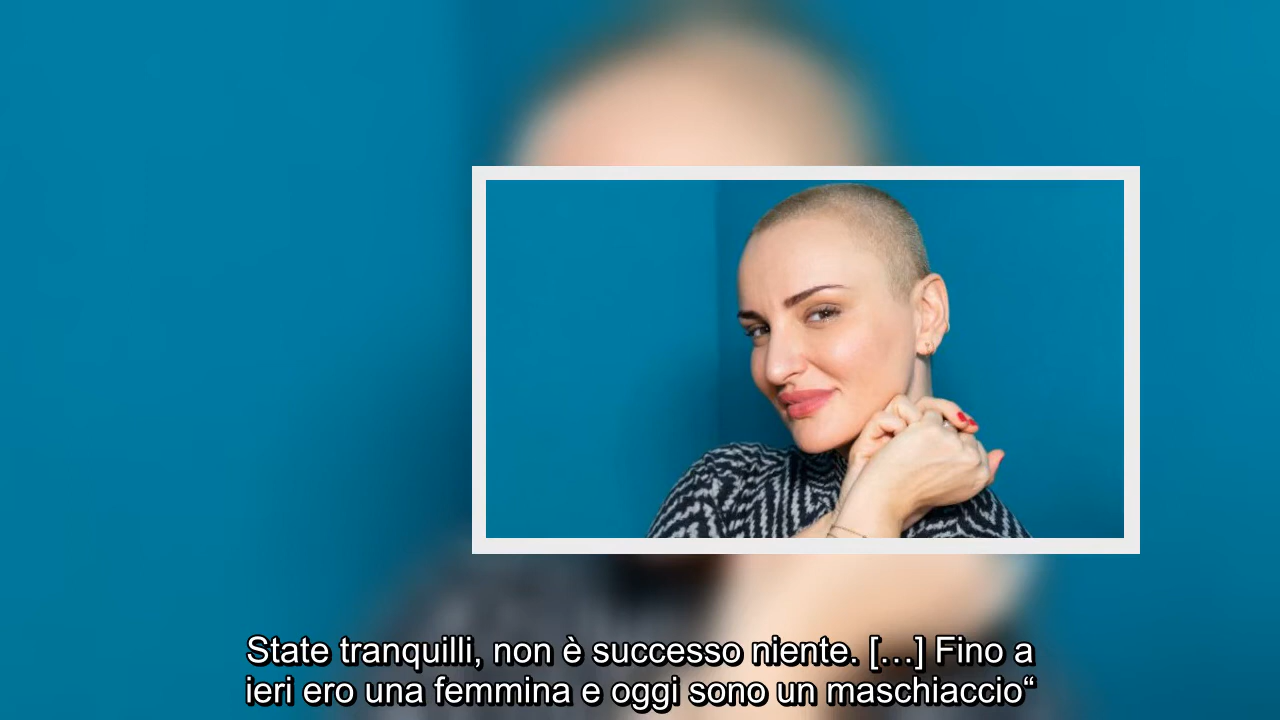 State tranquilli, non è successo niente. […] Fino a
ieri ero una femmina e oggi sono un maschiaccio“